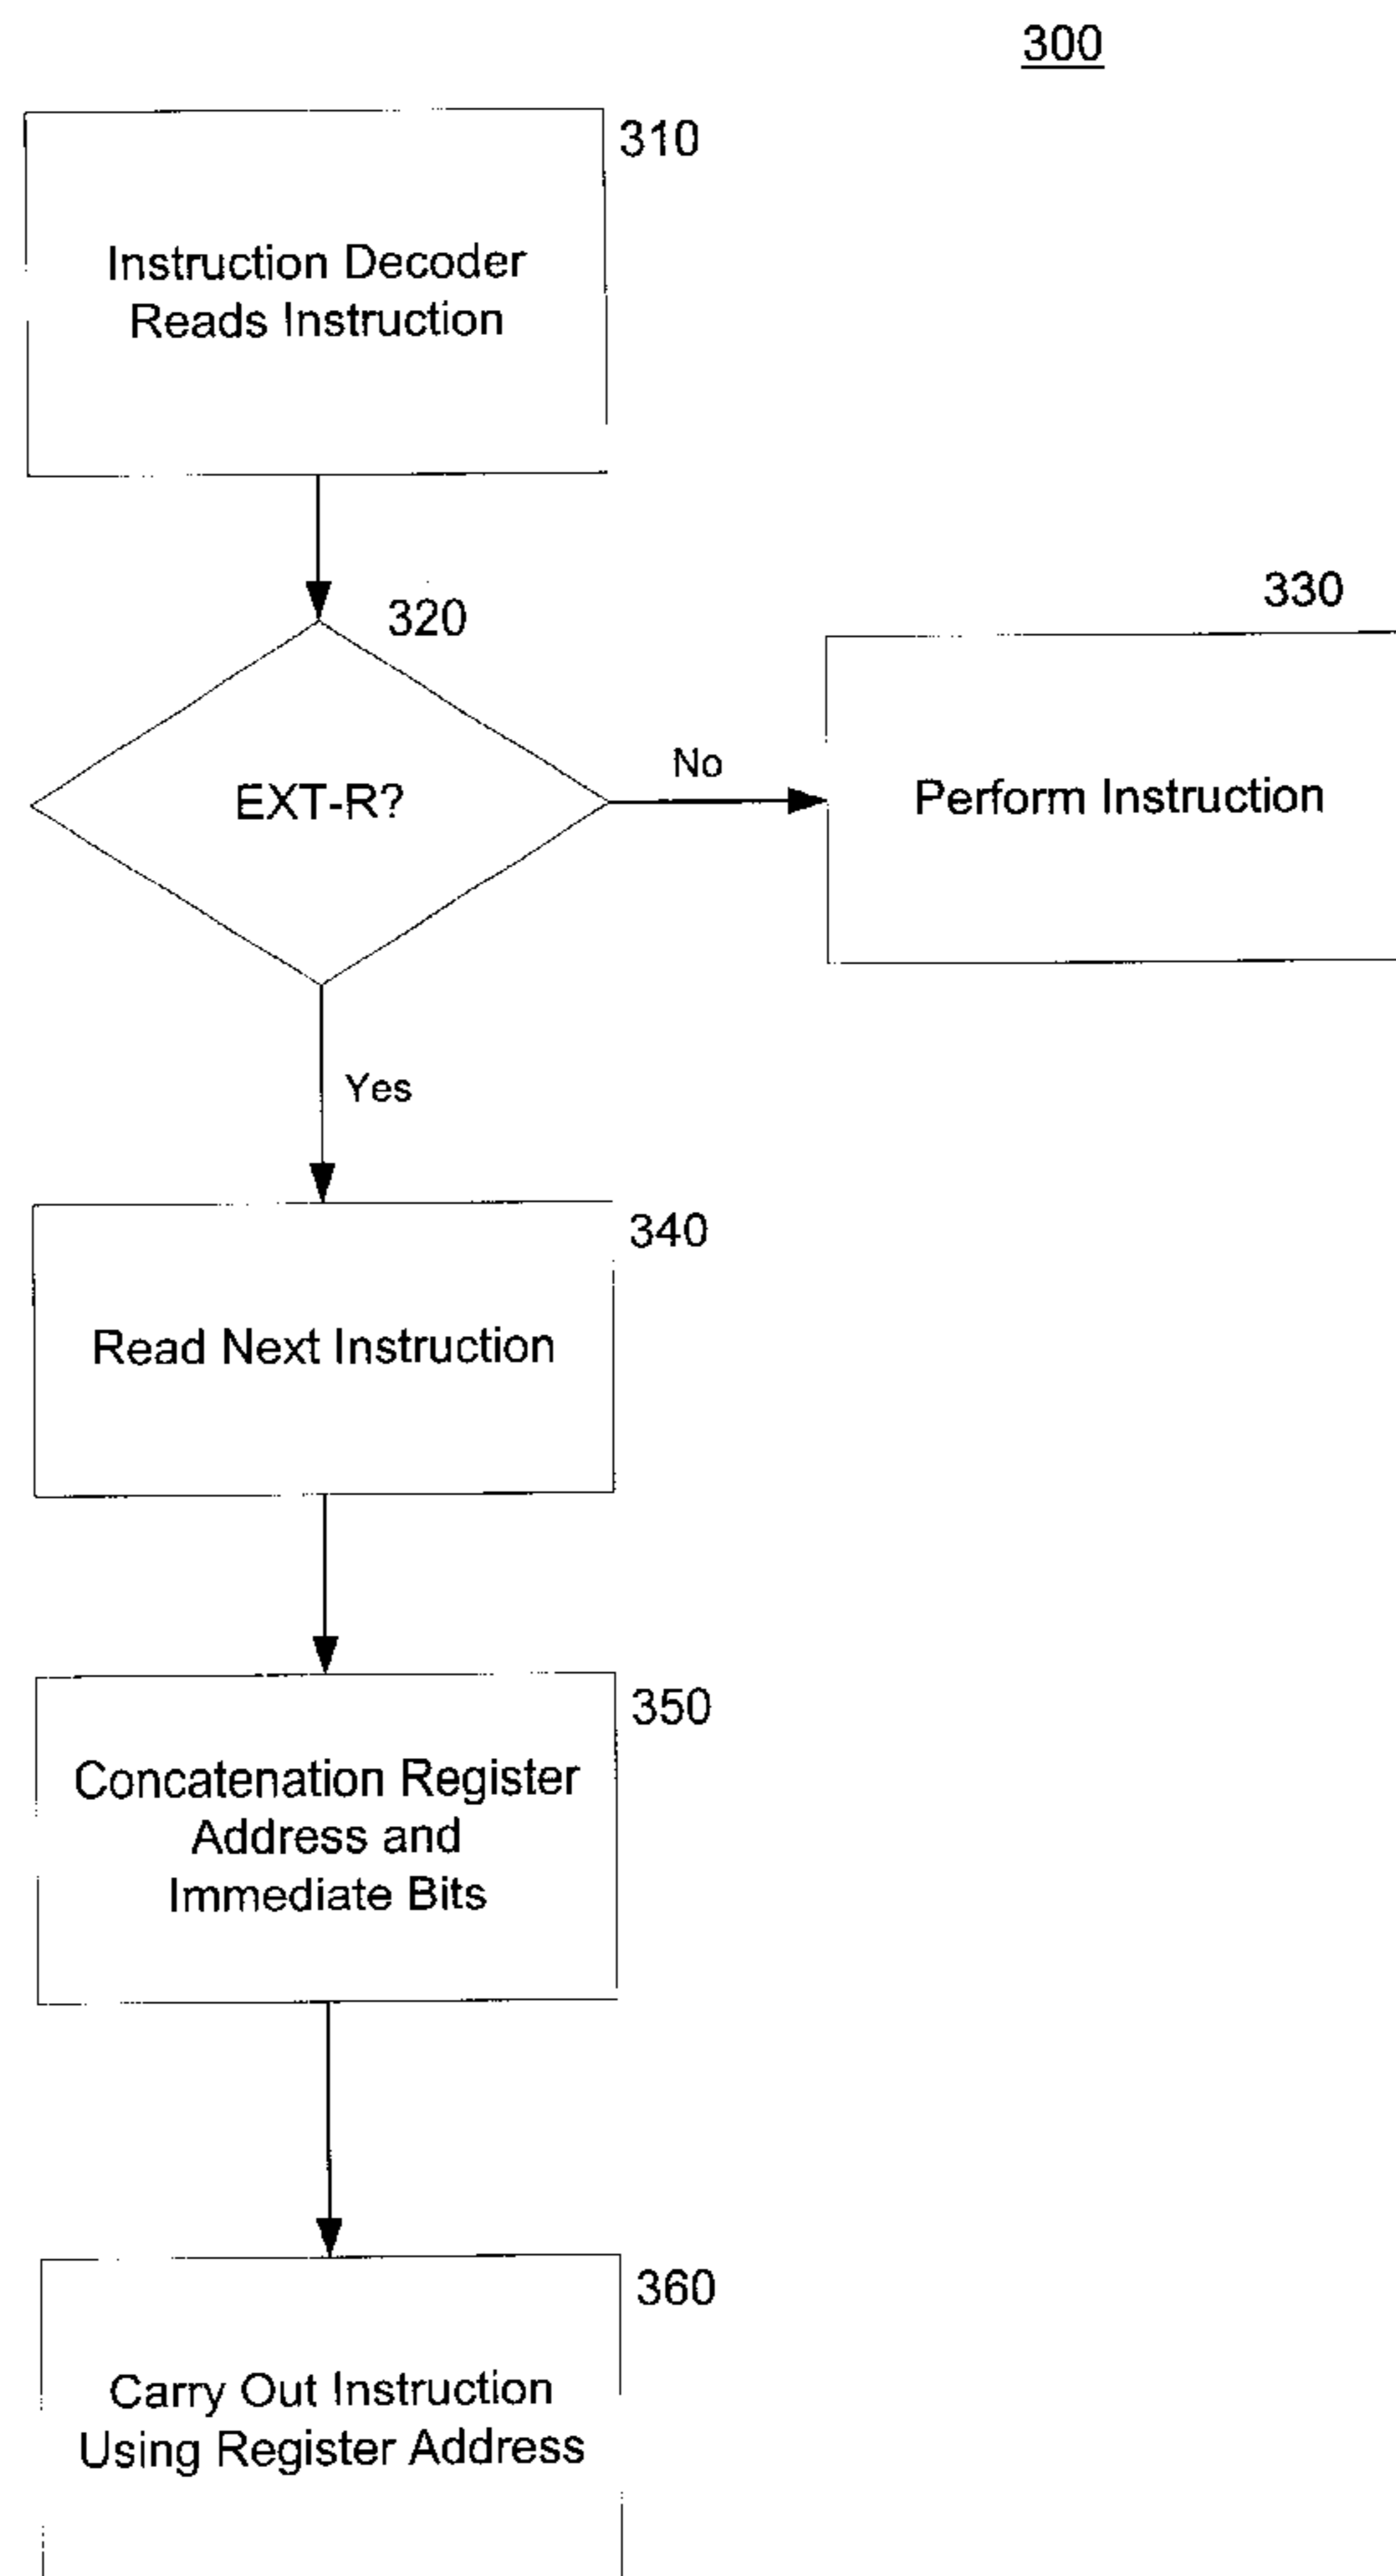 300
310
Instruction Decoder
Reads Instruction
320
EXT-R?
No
330
Perform Instruction
Yes
340
Read Next Instruction
350
Concatenation Register
Address and
Immediate Bits
360
Carry Out Instruction
Using Register Address